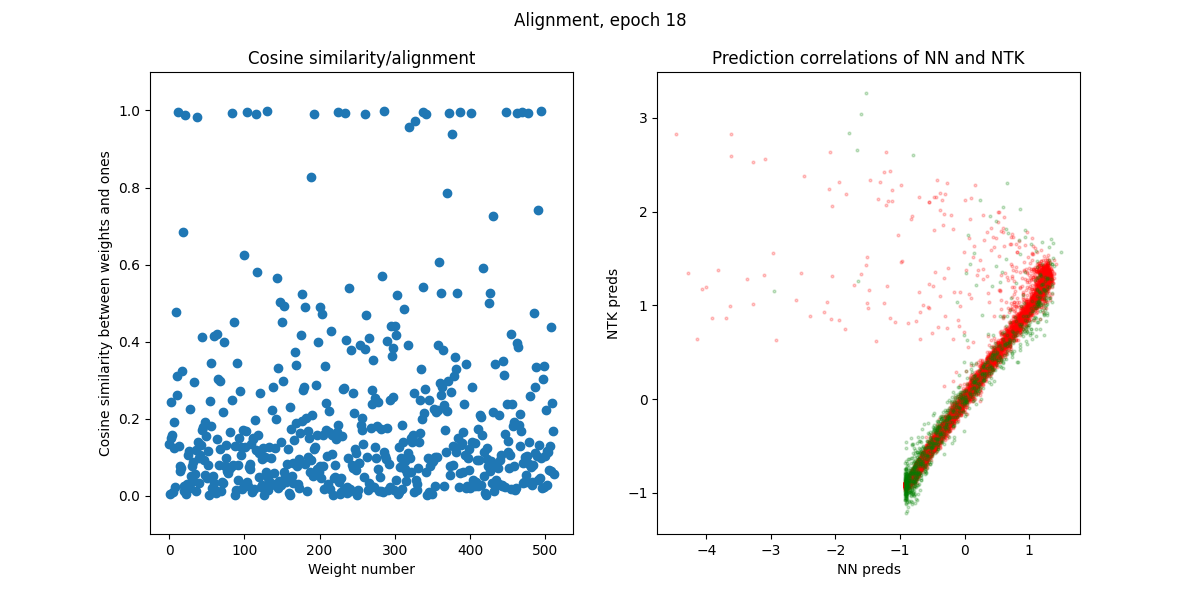 Alignment, epoch 18
Cosine similarity/alignment
Cosine similarity between weights and ones
1.0
0.8
0.6
0.4
0.2
0.0
0 100 200 300 400 500
Weight number
Prediction correlations of NN and NTK
NTK preds
3
2
1
0
−1
−4 −3 −2 −1 0 1
NN preds